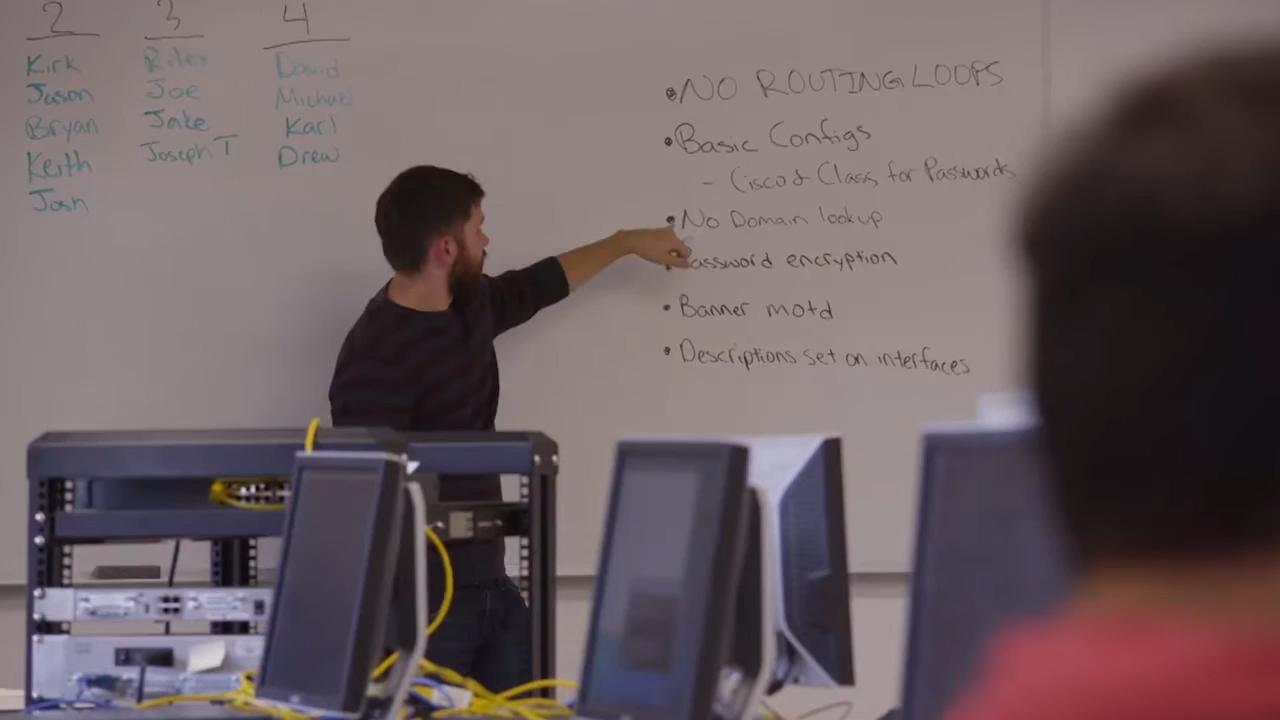 2
Kirk
Jason
Bryan
Keith
Josh
3
Riley
Joe
Jake
Joseph T
4
David
Michael
Karl
Drew
• NO ROUTING LOOPS
• Basic Configs
- Cisco & Class for Passwords
• No Domain lookup
• Password encryption
• Banner motd
• Descriptions set on interfaces